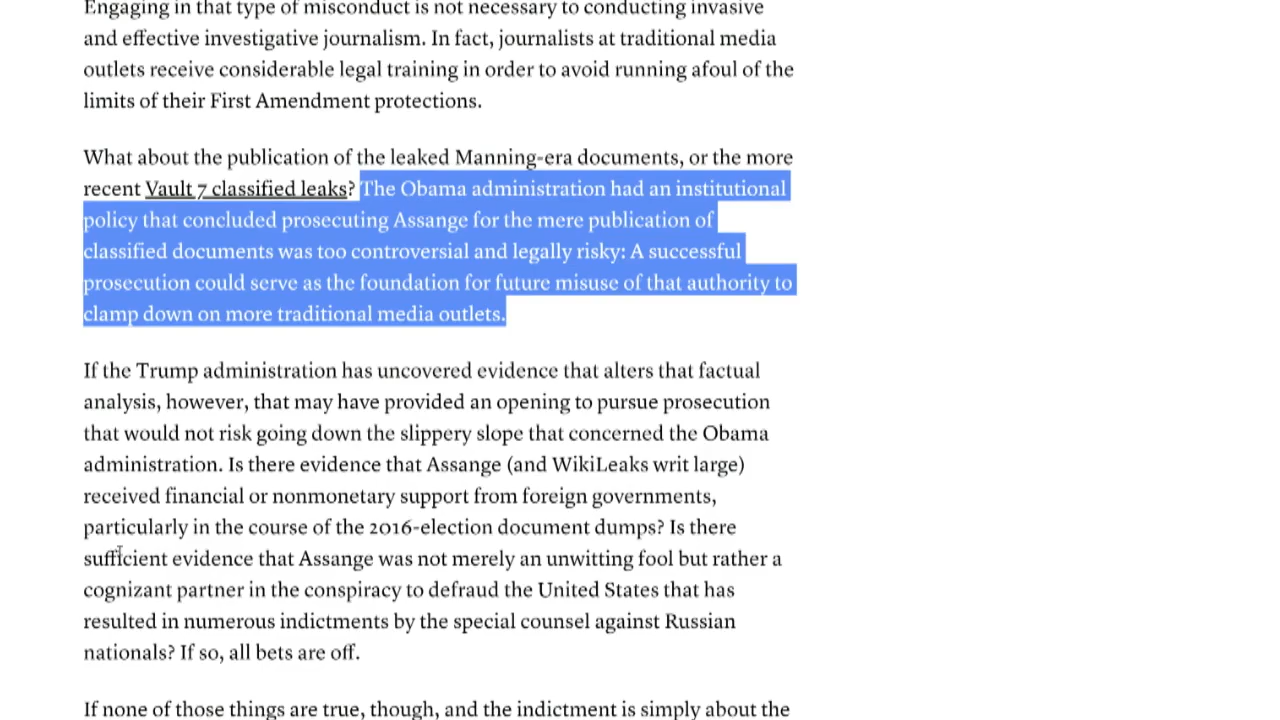 Engaging in that type of misconduct is not necessary to conducting invasive
and effective investigative journalism. In fact, journalists at traditional media
outlets receive considerable legal training in order to avoid running afoul of the
limits of their First Amendment protections.
What about the publication of the leaked Manning-era documents, or the more
recent Vault 7 classified leaks? The Obama administration had an institutional
policy that concluded prosecuting Assange for the mere publication of
classified documents was too controversial and legally risky: A successful
prosecution could serve as the foundation for future misuse of that authority to
clamp down on more traditional media outlets.
If the Trump administration has uncovered evidence that alters that factual
analysis, however, that may have provided an opening to pursue prosecution
that would not risk going down the slippery slope that concerned the Obama
administration. Is there evidence that Assange (and WikiLeaks writ large)
received financial or nonmonetary support from foreign governments,
particularly in the course of the 2016-election document dumps? Is there
sufficient evidence that Assange was not merely an unwitting fool but rather a
cognizant partner in the conspiracy to defraud the United States that has
resulted in numerous indictments by the special counsel against Russian
nationals? If so, all bets are off.
If none of those things are true, though, and the indictment is simply about the